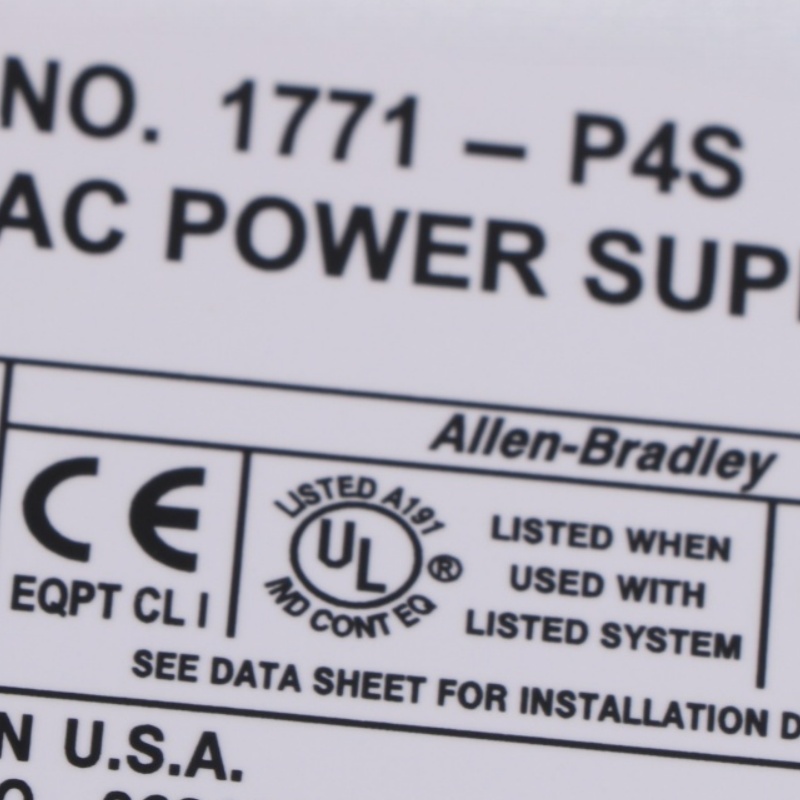 NO. 1771 – P4S
AC POWER SUP
Allen-Bradley
CE
EQPT CL I
LISTED A191
UL ®
IND CONT EQ
LISTED WHEN
USED WITH
LISTED SYSTEM
SEE DATA SHEET FOR INSTALLATION D
N U.S.A.